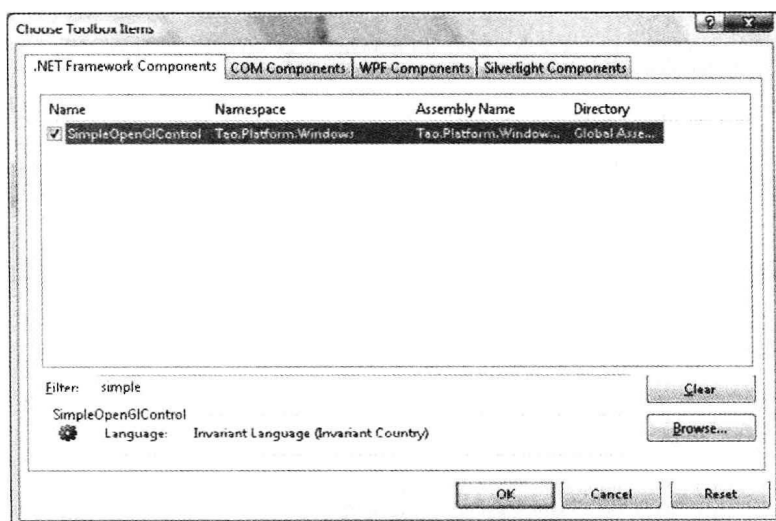 Choose Toolbox Items
.NET Framework Components COM Components WPF Components Silverlight Components
Name Namespace Assembly Name Directory
SimpleOpenGlControl Tao.Platform.Windows Tao.Platform.Window... Global Asse...
Filter: simple
Clear
SimpleOpenGlControl
Language: Invariant Language (Invariant Country)
Browse...
OK Cancel Reset